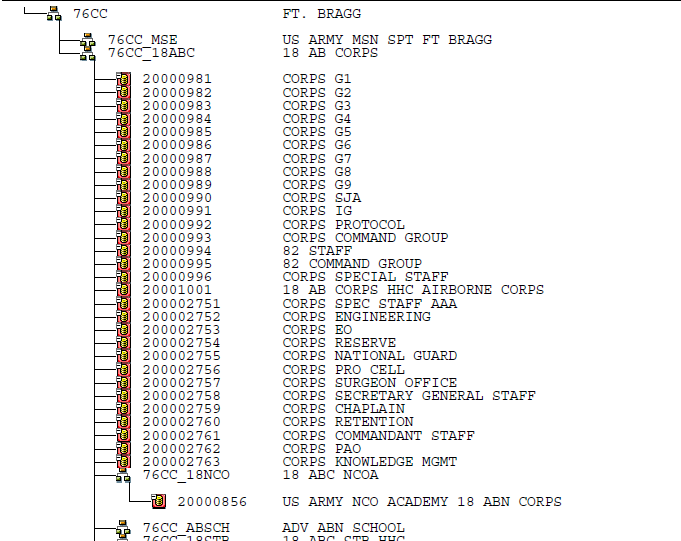 76CC FT. BRAGG
76CC_MSE US ARMY MSN SPT FT BRAGG
76CC_18ABC 18 AB CORPS
20000981 CORPS G1
20000982 CORPS G2
20000983 CORPS G3
20000984 CORPS G4
20000985 CORPS G5
20000986 CORPS G6
20000987 CORPS G7
20000988 CORPS G8
20000989 CORPS G9
20000990 CORPS SJA
20000991 CORPS IG
20000992 CORPS PROTOCOL
20000993 CORPS COMMAND GROUP
20000994 82 STAFF
20000995 82 COMMAND GROUP
20000996 CORPS SPECIAL STAFF
20001001 18 AB CORPS HHC AIRBORNE CORPS
200002751 CORPS SPEC STAFF AAA
200002752 CORPS ENGINEERING
200002753 CORPS EO
200002754 CORPS RESERVE
200002755 CORPS NATIONAL GUARD
200002756 CORPS PRO CELL
200002757 CORPS SURGEON OFFICE
200002758 CORPS SECRETARY GENERAL STAFF
200002759 CORPS CHAPLAIN
200002760 CORPS RETENTION
200002761 CORPS COMMANDANT STAFF
200002762 CORPS PAO
200002763 CORPS KNOWLEDGE MGMT
76CC_18NCO 18 ABC NCOA
20000856 US ARMY NCO ACADEMY 18 ABN CORPS
76CC_ABSCH ADV ABN SCHOOL
76CC_18STB 18 ABC STB HHC